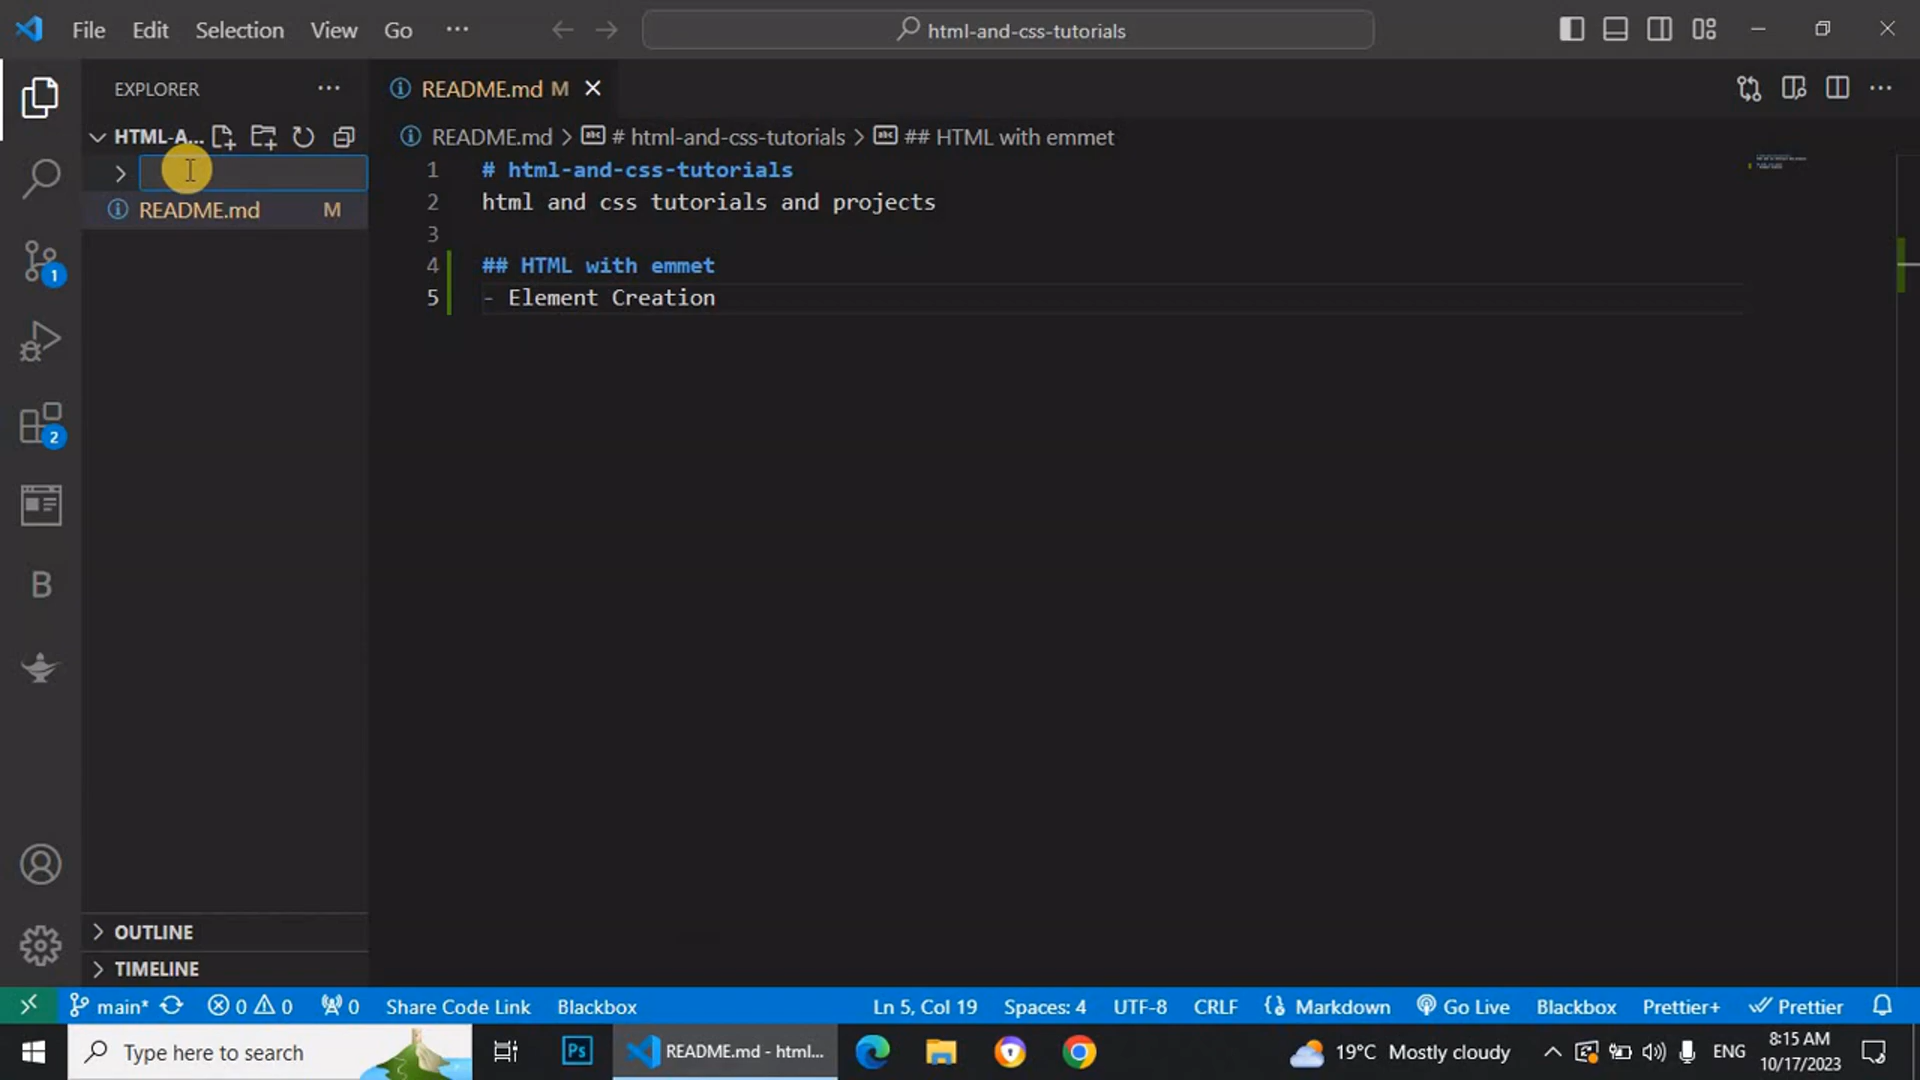 File Edit Selection View Go ... html-and-css-tutorials
EXPLORER ...
README.md M
HTML-A...
README.md > # html-and-css-tutorials > ## HTML with emmet
README.md M
1 # html-and-css-tutorials
2 html and css tutorials and projects
3
4 ## HTML with emmet
5 - Element Creation
1
2
B
OUTLINE
TIMELINE
main* 0 0 0 Share Code Link Blackbox Ln 5, Col 19 Spaces: 4 UTF-8 CRLF Markdown Go Live Blackbox Prettier+ Prettier
Type here to search Ps README.md - html... 19°C Mostly cloudy ENG 8:15 AM
10/17/2023